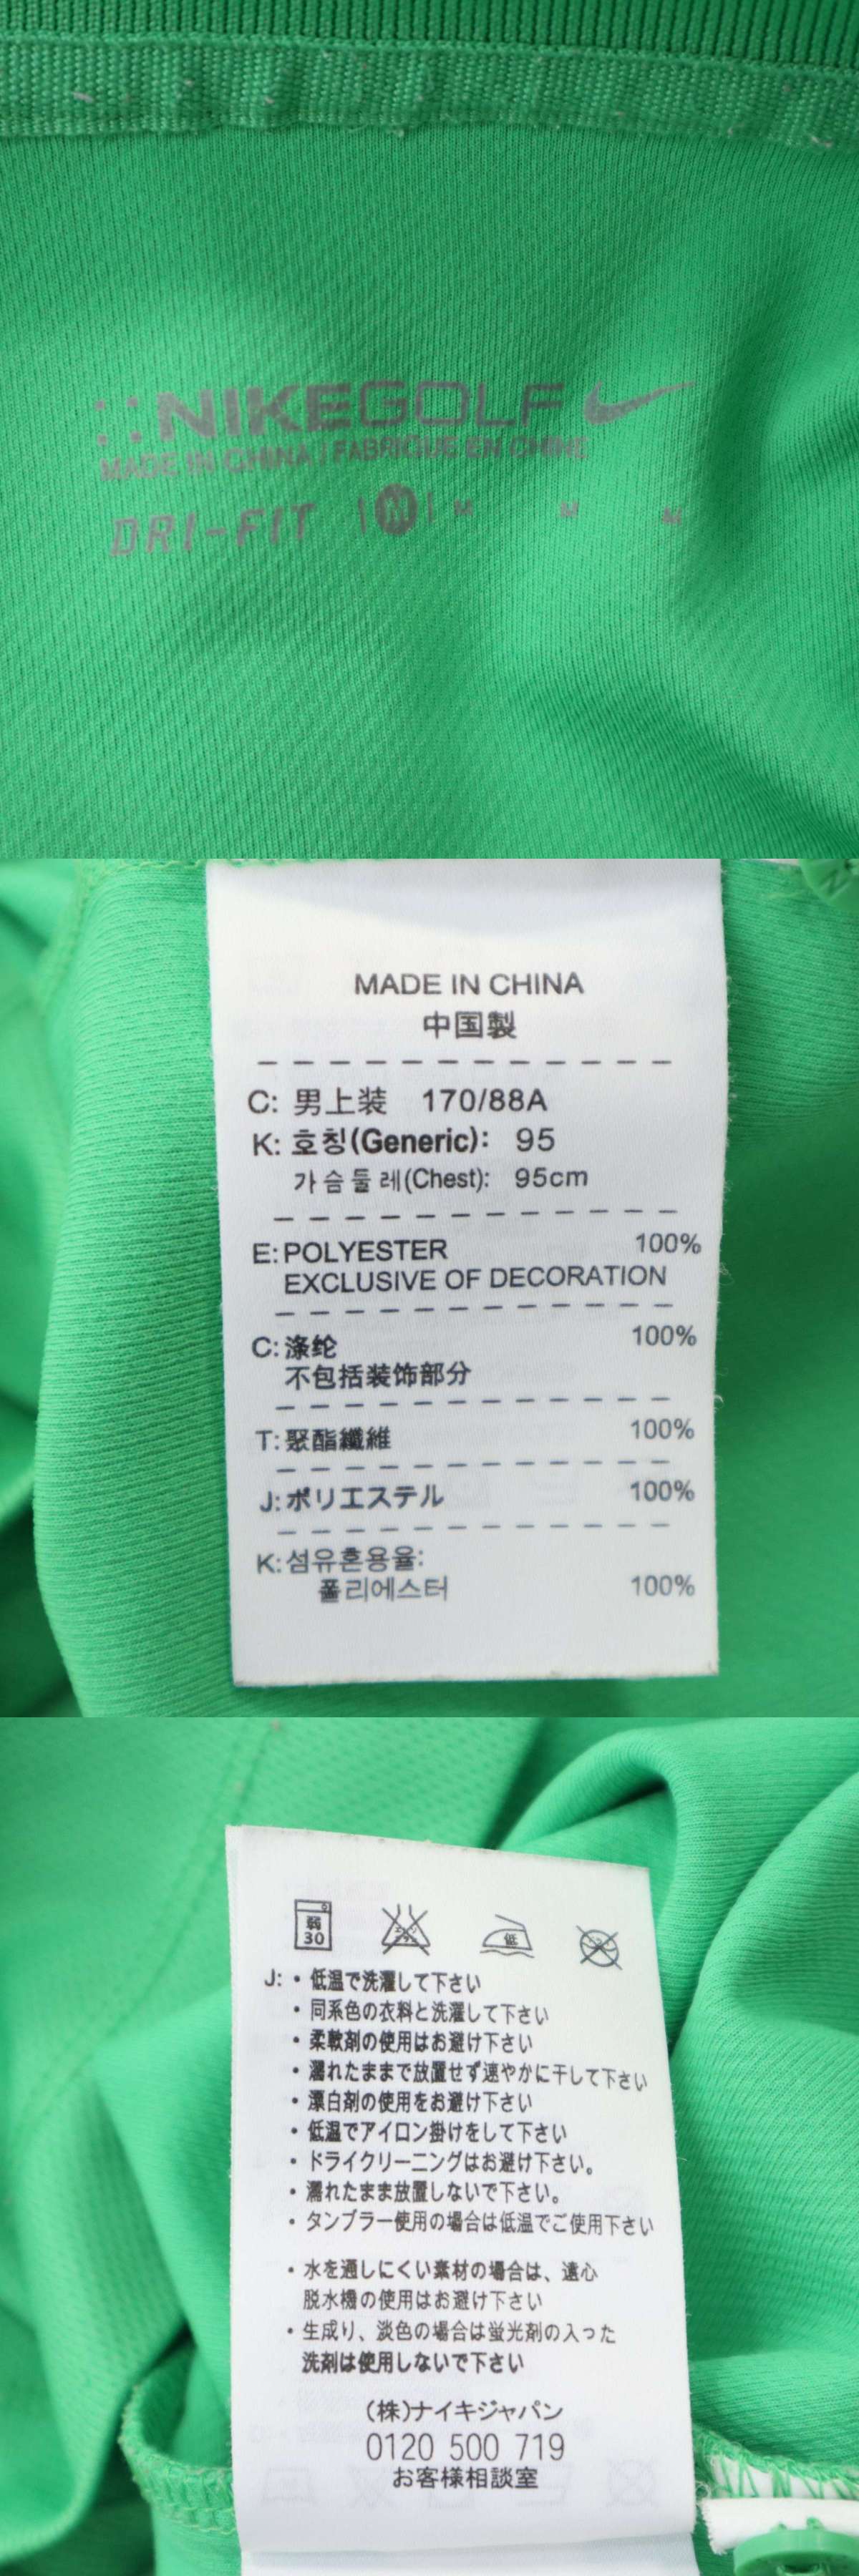 NIKEGOLF
MADE IN CHINA / FABRIQUE EN CHINE
DRI-FIT M M M M
MADE IN CHINA
中国製
C: 男上装 170/88A
K: 호칭(Generic): 95
가슴둘레(Chest): 95cm
E: POLYESTER 100%
EXCLUSIVE OF DECORATION
C: 涤纶 100%
不包括装饰部分
T: 聚酯纖維 100%
J: ポリエステル 100%
K: 섬유혼용율:
폴리에스터 100%
弱 30 エンソ サラシ 低
J: ・低温で洗濯して下さい
・同系色の衣料と洗濯して下さい
・柔軟剤の使用はお避け下さい
・濡れたままで放置せず速やかに干して下さい
・漂白剤の使用をお避け下さい
・低温でアイロン掛けをして下さい
・ドライクリーニングはお避け下さい。
・濡れたまま放置しないで下さい。
・タンブラー使用の場合は低温でご使用下さい
・水を通しにくい素材の場合は、遠心
脱水機の使用はお避け下さい
・生成り、淡色の場合は蛍光剤の入った
洗剤は使用しないで下さい
(株)ナイキジャパン
0120 500 719
お客様相談室